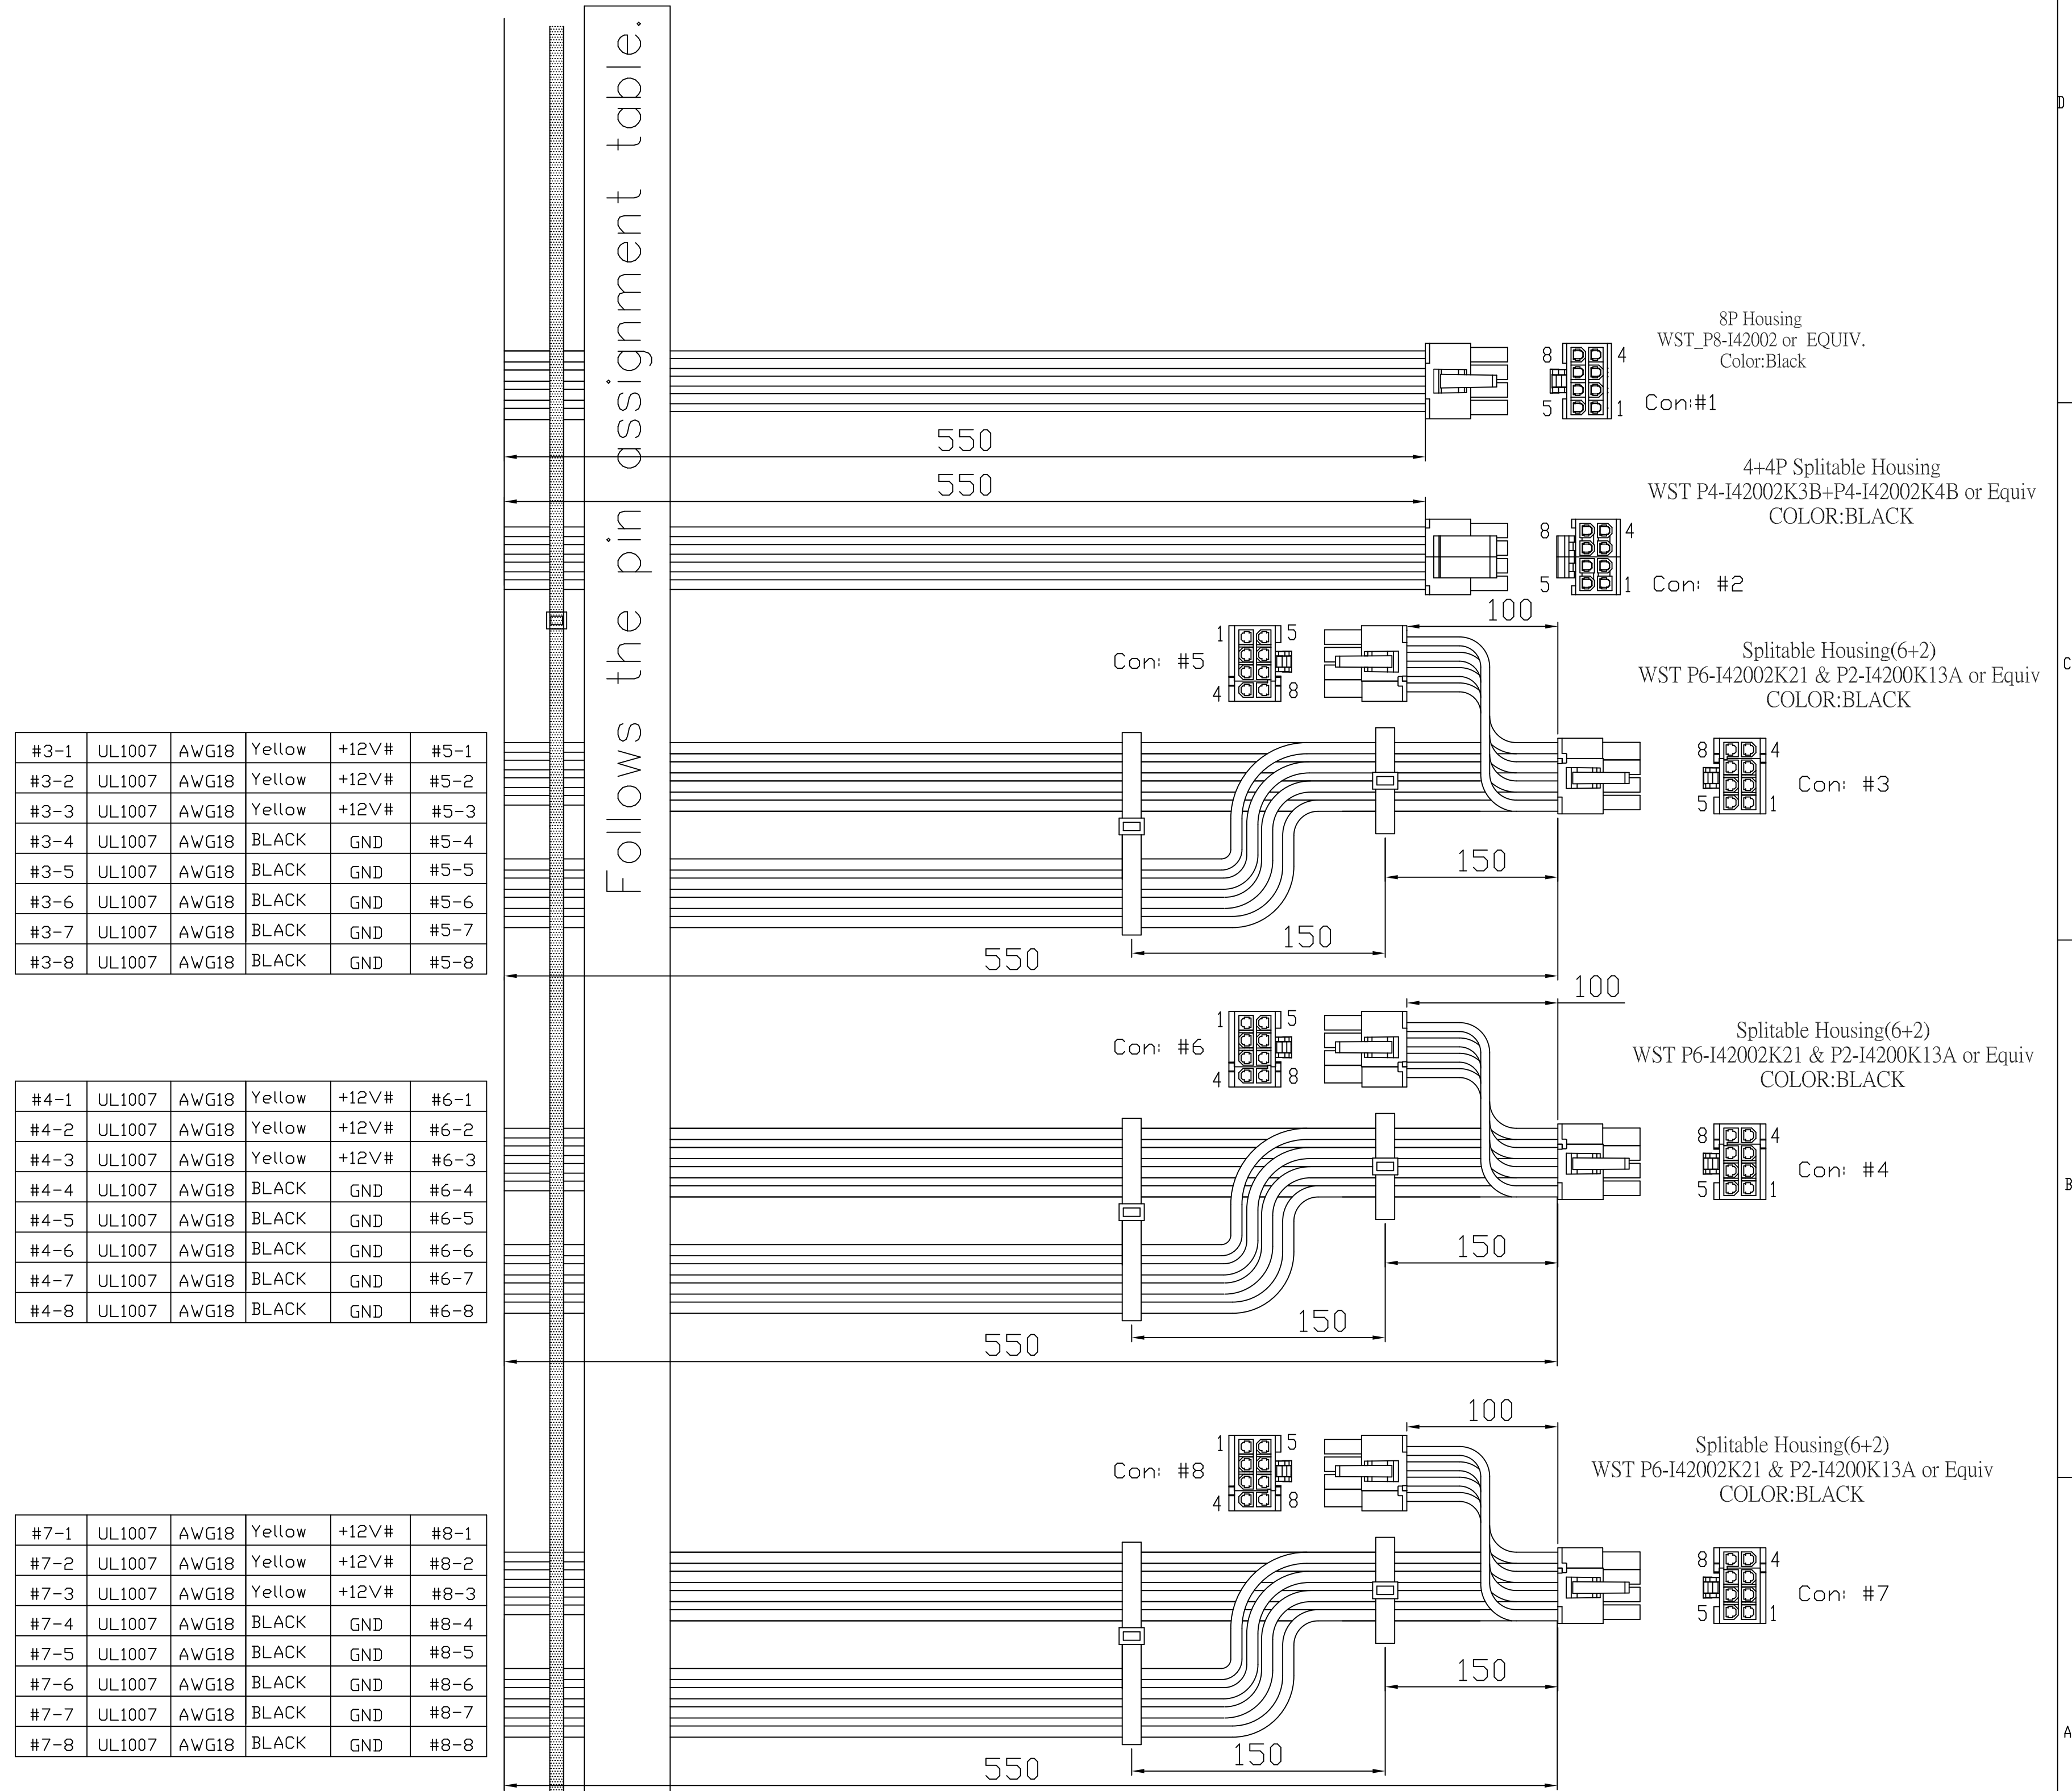 Follows the pin assignment table.
8P Housing
WST_P8-I42002 or EQUIV.
Color:Black
8 4
5 1
Con:#1
550
550
4+4P Splitable Housing
WST P4-I42002K3B+P4-I42002K4B or Equiv
COLOR:BLACK
8 4
5 1
Con: #2
100
Con: #5
1 5
4 8
Splitable Housing(6+2)
WST P6-I42002K21 & P2-I4200K13A or Equiv
COLOR:BLACK
8 4
5 1
Con: #3
150
150
550
#3-1 UL1007 AWG18 Yellow +12V# #5-1
#3-2 UL1007 AWG18 Yellow +12V# #5-2
#3-3 UL1007 AWG18 Yellow +12V# #5-3
#3-4 UL1007 AWG18 BLACK GND #5-4
#3-5 UL1007 AWG18 BLACK GND #5-5
#3-6 UL1007 AWG18 BLACK GND #5-6
#3-7 UL1007 AWG18 BLACK GND #5-7
#3-8 UL1007 AWG18 BLACK GND #5-8
100
Con: #6
1 5
4 8
Splitable Housing(6+2)
WST P6-I42002K21 & P2-I4200K13A or Equiv
COLOR:BLACK
8 4
5 1
Con: #4
150
150
550
#4-1 UL1007 AWG18 Yellow +12V# #6-1
#4-2 UL1007 AWG18 Yellow +12V# #6-2
#4-3 UL1007 AWG18 Yellow +12V# #6-3
#4-4 UL1007 AWG18 BLACK GND #6-4
#4-5 UL1007 AWG18 BLACK GND #6-5
#4-6 UL1007 AWG18 BLACK GND #6-6
#4-7 UL1007 AWG18 BLACK GND #6-7
#4-8 UL1007 AWG18 BLACK GND #6-8
100
Con: #8
1 5
4 8
Splitable Housing(6+2)
WST P6-I42002K21 & P2-I4200K13A or Equiv
COLOR:BLACK
8 4
5 1
Con: #7
150
150
550
#7-1 UL1007 AWG18 Yellow +12V# #8-1
#7-2 UL1007 AWG18 Yellow +12V# #8-2
#7-3 UL1007 AWG18 Yellow +12V# #8-3
#7-4 UL1007 AWG18 BLACK GND #8-4
#7-5 UL1007 AWG18 BLACK GND #8-5
#7-6 UL1007 AWG18 BLACK GND #8-6
#7-7 UL1007 AWG18 BLACK GND #8-7
#7-8 UL1007 AWG18 BLACK GND #8-8
D
C
B
A